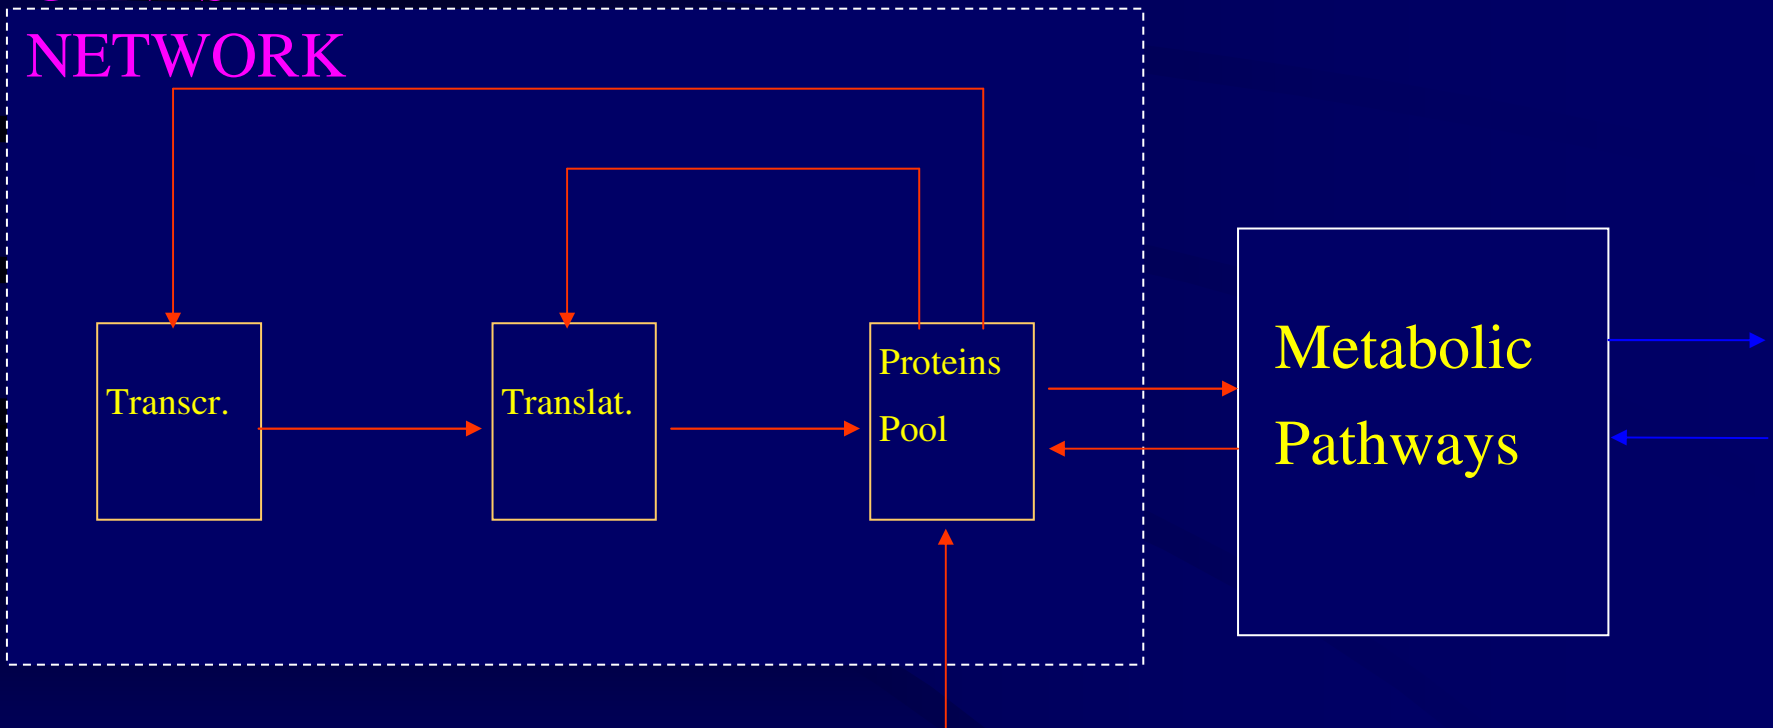 NETWORK
Transcr.
Translat.
Proteins
Pool
Metabolic
Pathways